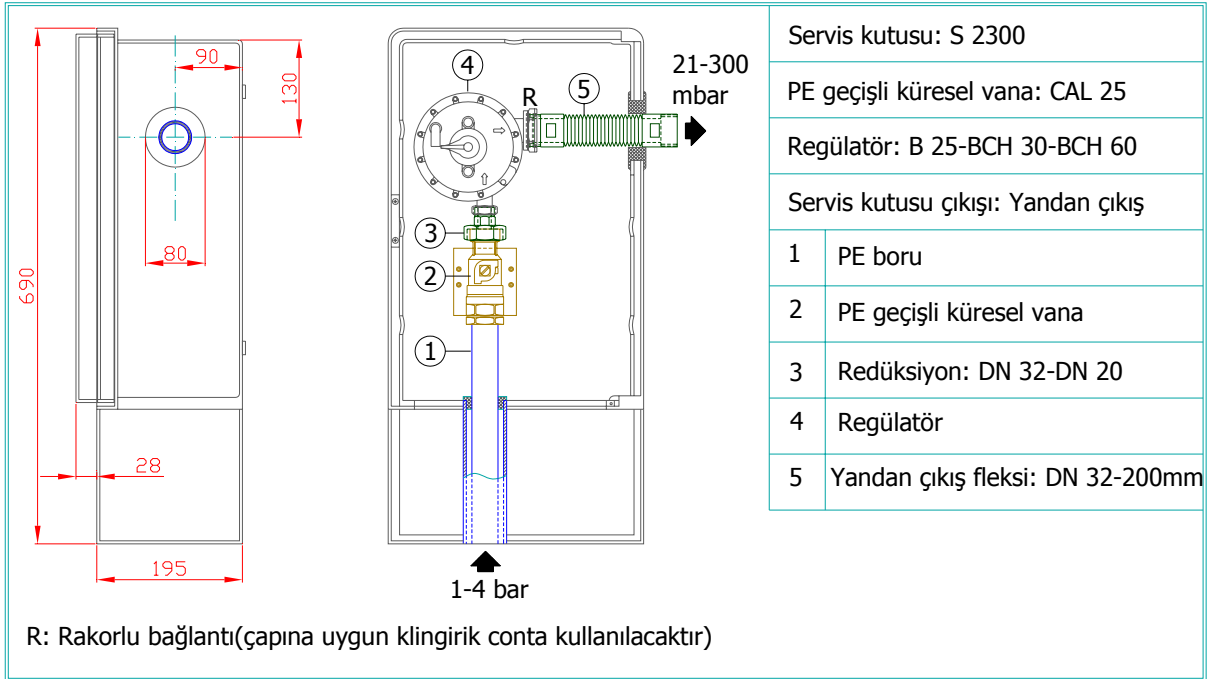 90
130
690
80
28
195
4
5
R
21-300
mbar
3
2
1
1-4 bar
R: Rakorlu bağlantı(çapına uygun klingirik conta kullanılacaktır)
Servis kutusu: S 2300
PE geçişli küresel vana: CAL 25
Regülatör: B 25-BCH 30-BCH 60
Servis kutusu çıkışı: Yandan çıkış
1 PE boru
2 PE geçişli küresel vana
3 Redüksiyon: DN 32-DN 20
4 Regülatör
5 Yandan çıkış fleksi: DN 32-200mm